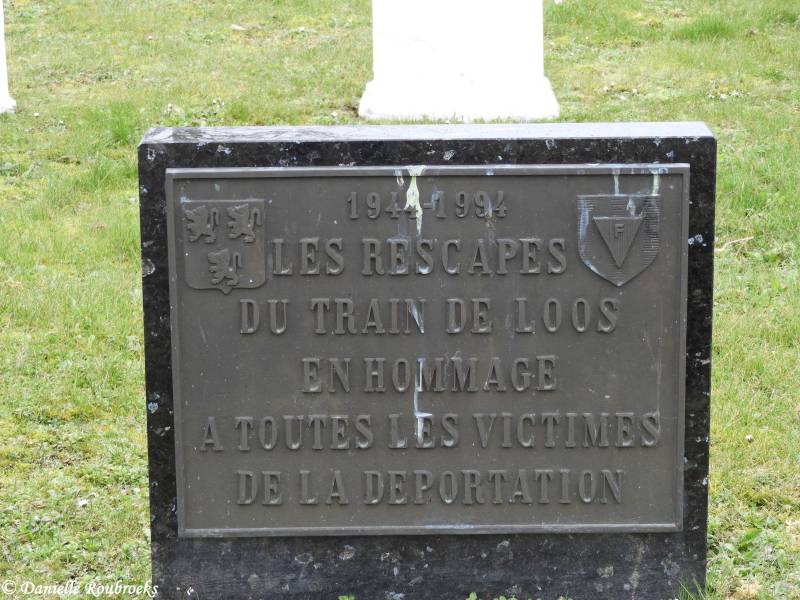 1944-1994
LES RESCAPES
DU TRAIN DE LOOS
EN HOMMAGE
A TOUTES LES VICTIMES
DE LA DEPORTATION
F
© Danielle Roubroeks